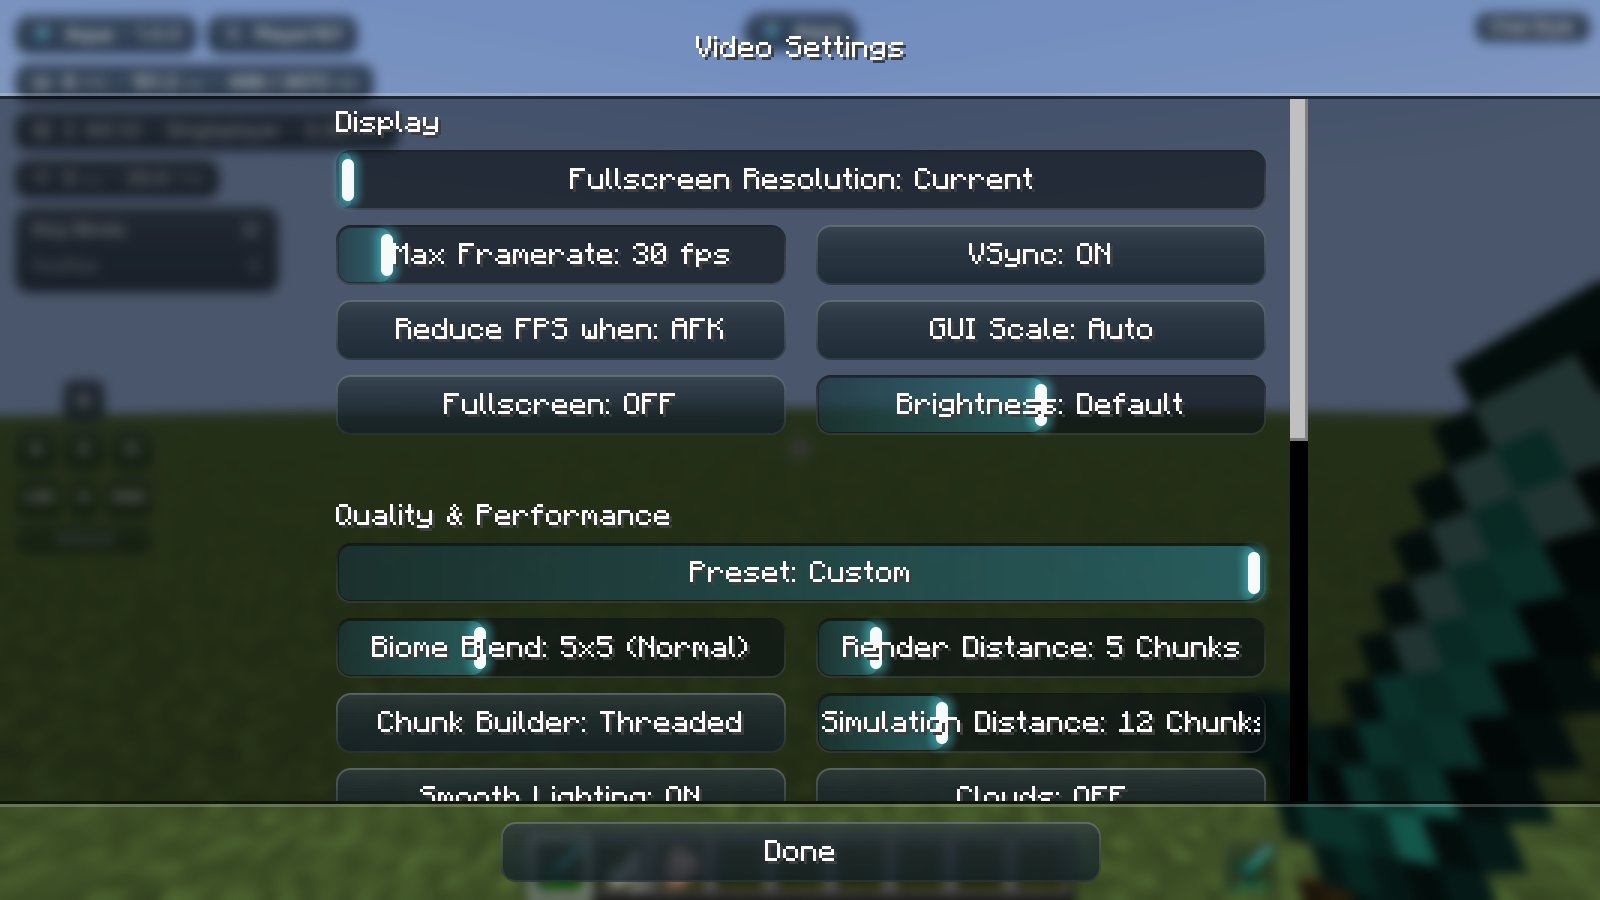 Video Settings
Display
Fullscreen Resolution: Current
Max Framerate: 30 fps
VSync: ON
Reduce FPS when: AFK
GUI Scale: Auto
Fullscreen: OFF
Brightness: Default
Quality & Performance
Preset: Custom
Biome Blend: 5x5 (Normal)
Render Distance: 5 Chunks
Chunk Builder: Threaded
Simulation Distance: 12 Chunks
Smooth Lighting: ON
Clouds: OFF
Done